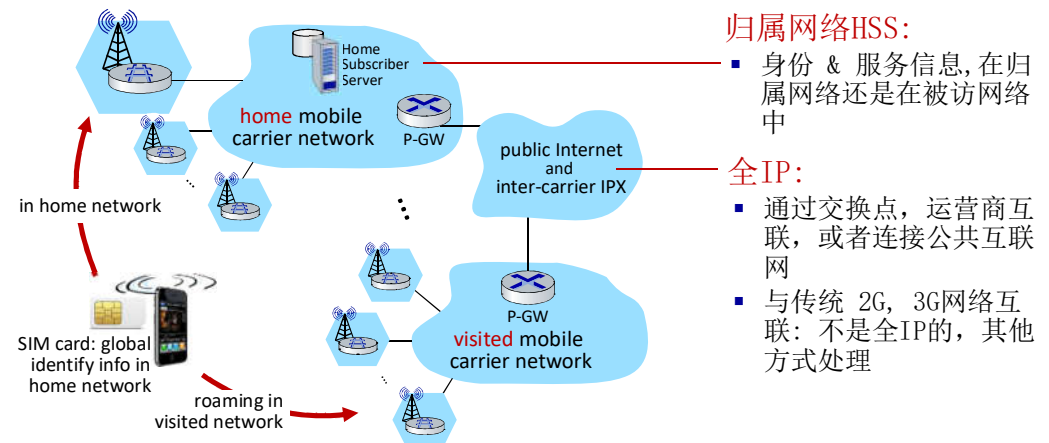 Home
Subscriber
Server
home mobile
carrier network
P-GW
public Internet
and
inter-carrier IPX
in home network
...
...
SIM card: global
identify info in
home network
P-GW
visited mobile
carrier network
...
roaming in
visited network
归属网络HSS:
▪ 身份 & 服务信息,在归
属网络还是在被访网络
中
全IP:
▪ 通过交换点，运营商互
联，或者连接公共互联
网
▪ 与传统 2G, 3G网络互
联: 不是全IP的，其他
方式处理